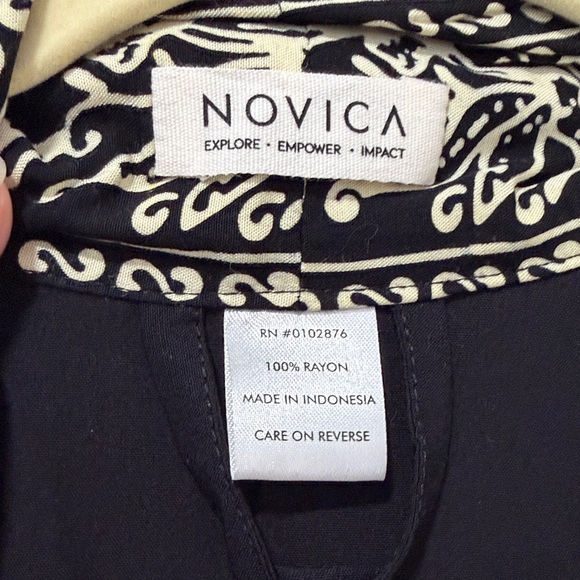 NOVICA
EXPLORE • EMPOWER • IMPACT
RN #0102876
100% RAYON
MADE IN INDONESIA
CARE ON REVERSE